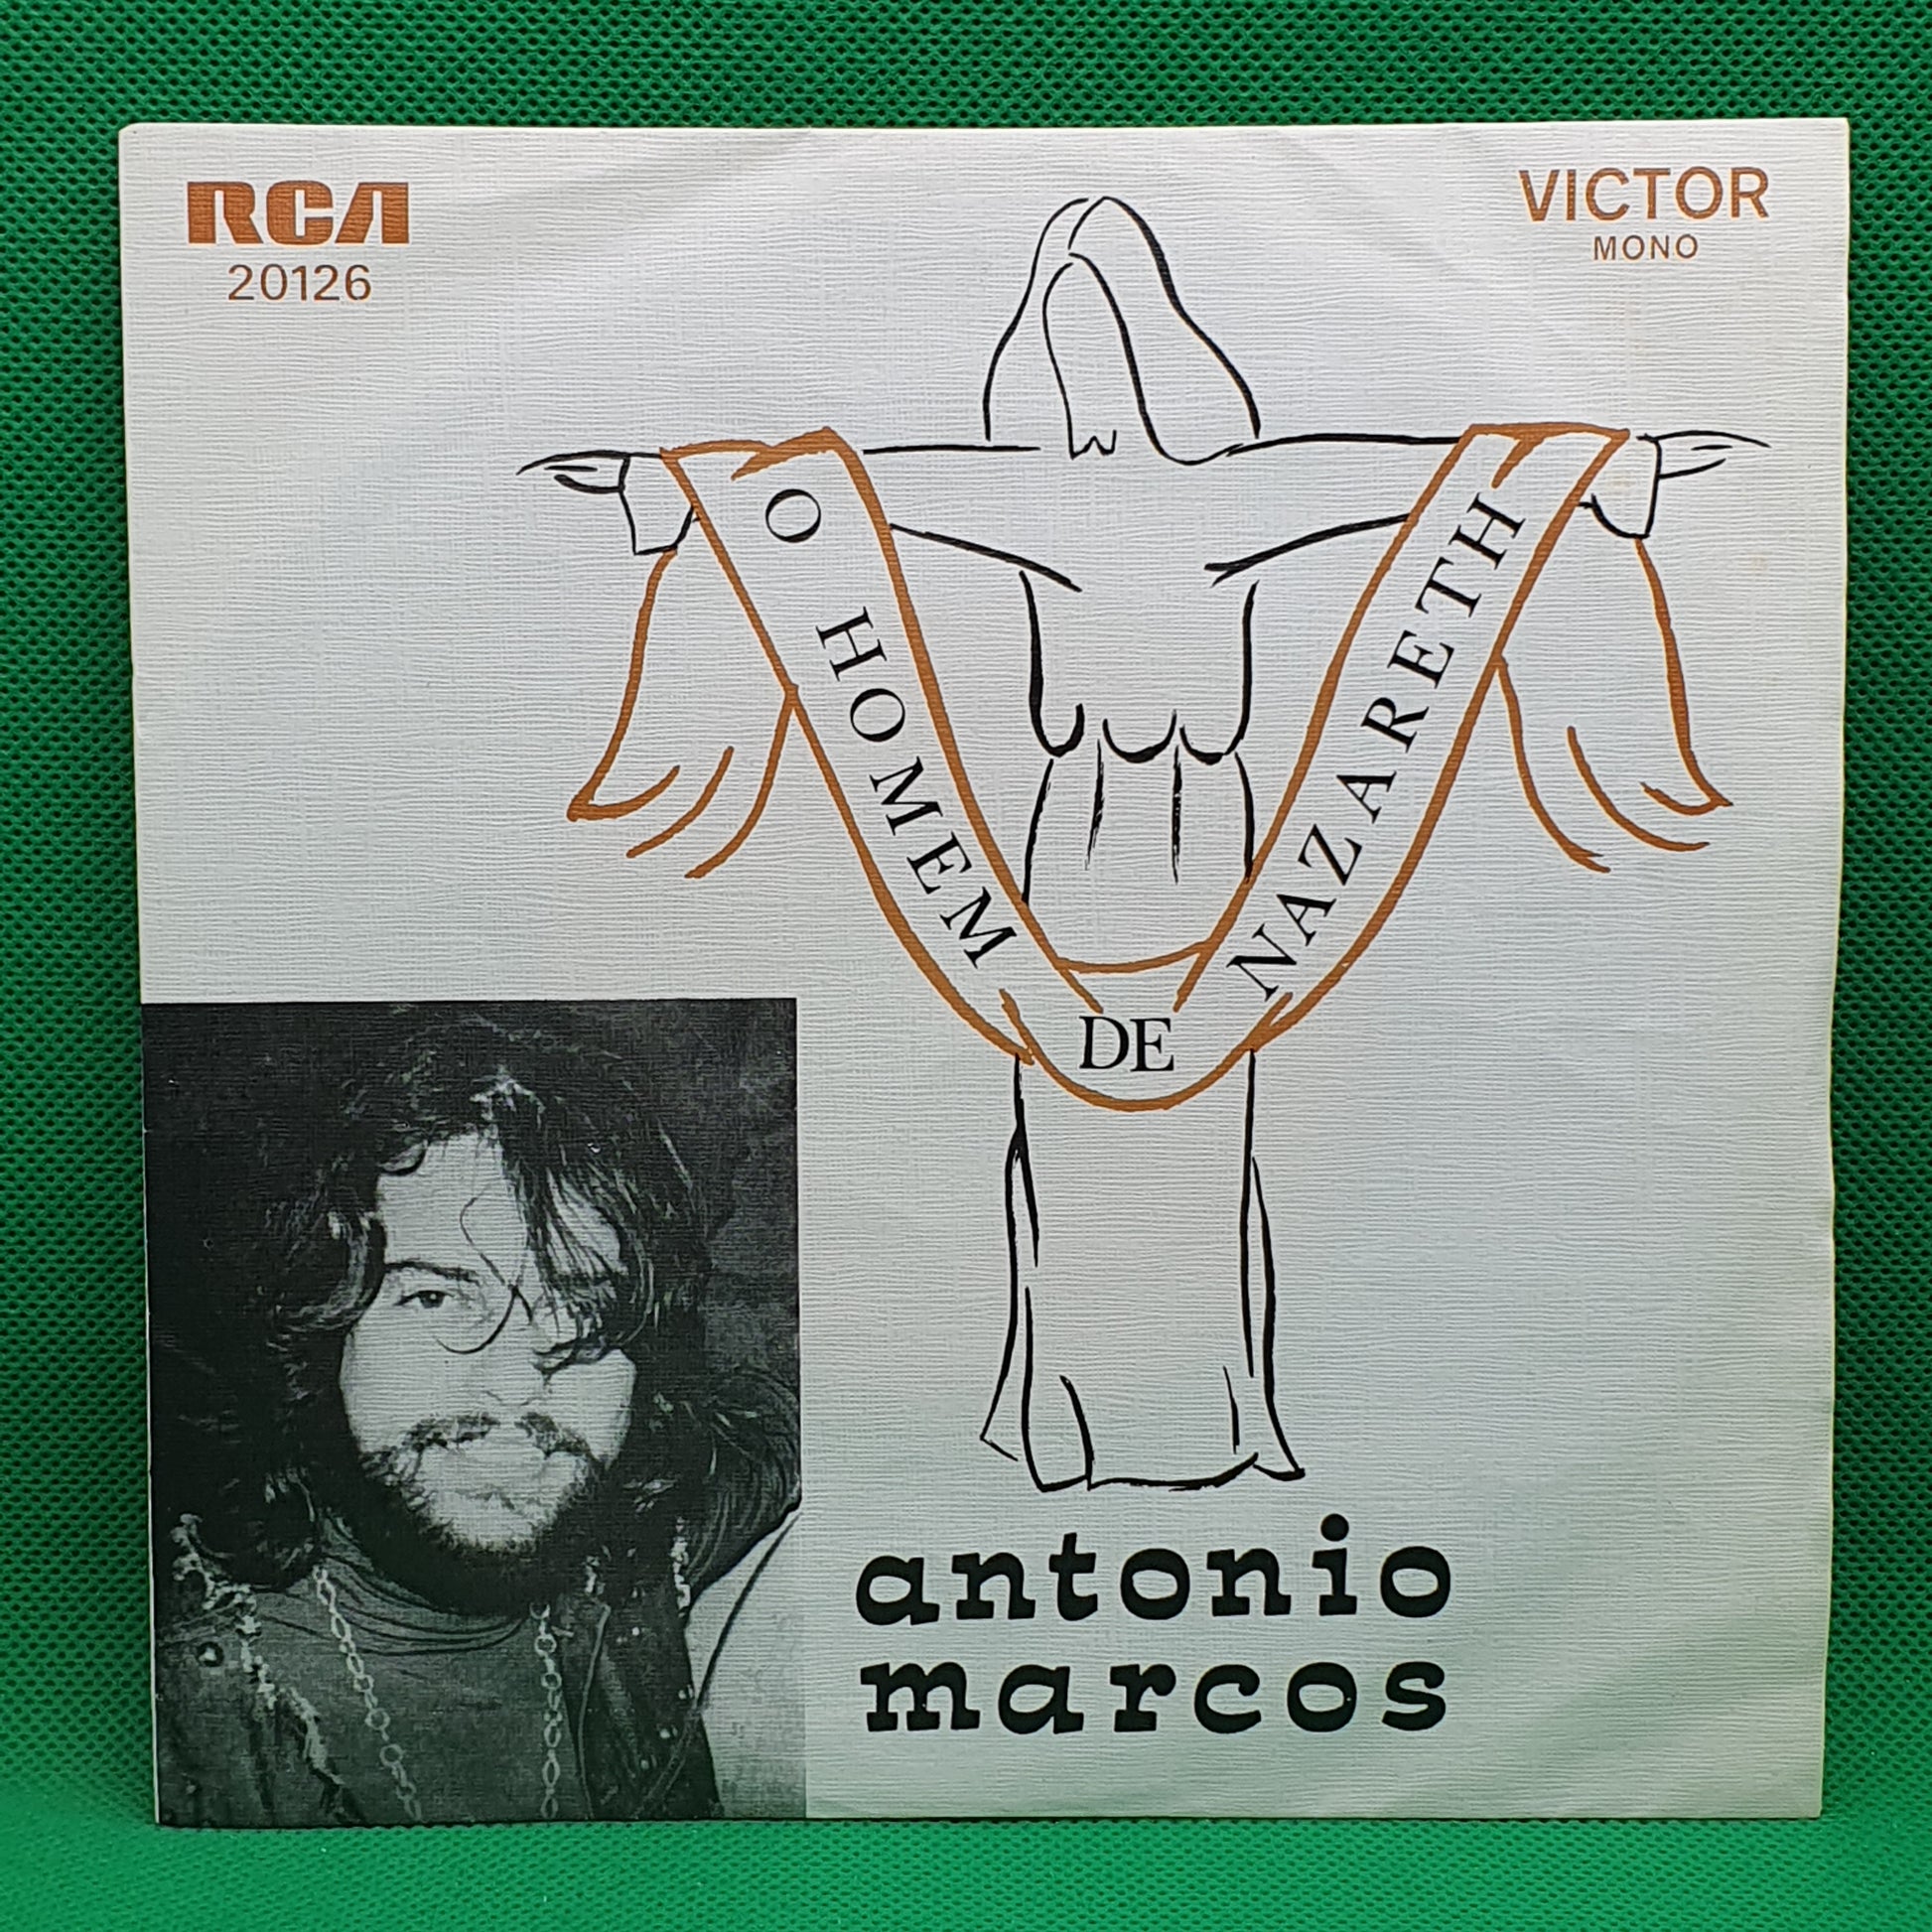 RCA
20126
VICTOR
MONO
O HOMEM DE NAZARETH
antonio
marcos